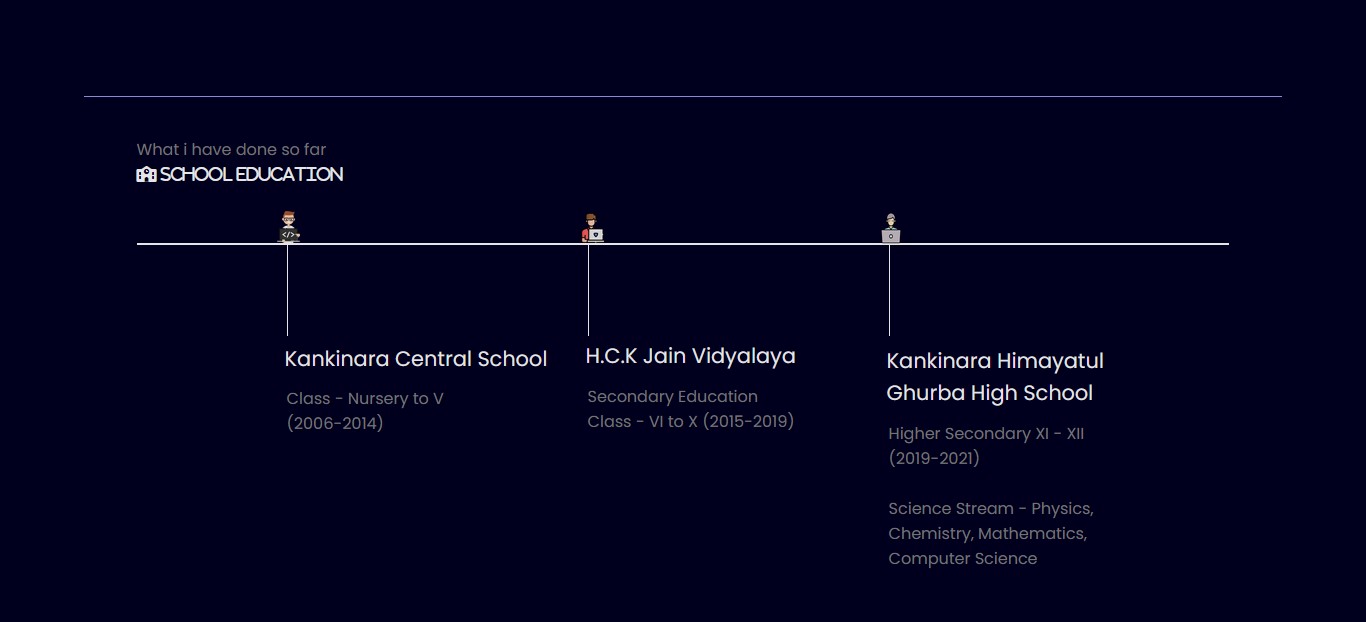 What i have done so far
SCHOOL EDUCATION
Kankinara Central School
Class - Nursery to V
(2006-2014)
H.C.K Jain Vidyalaya
Secondary Education
Class - VI to X (2015-2019)
Kankinara Himayatul
Ghurba High School
Higher Secondary XI - XII
(2019-2021)
Science Stream - Physics,
Chemistry, Mathematics,
Computer Science